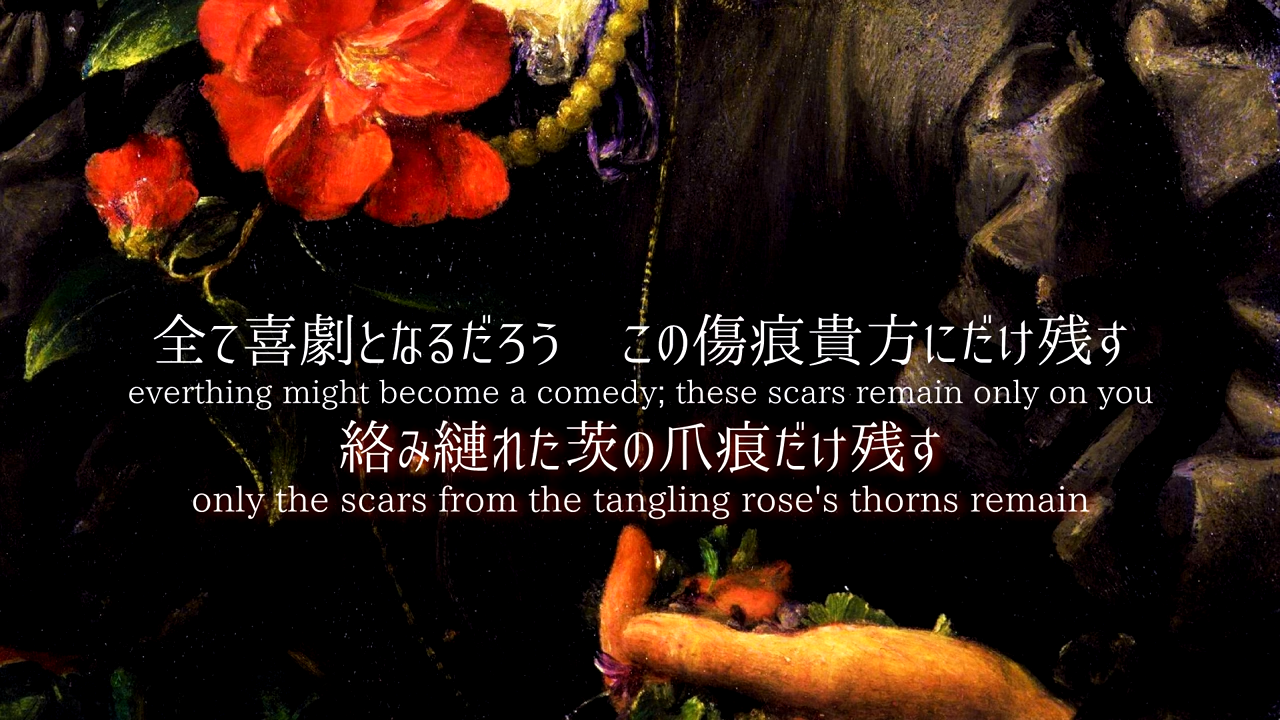 全て喜劇となるだろう　この傷痕貴方にだけ残す
everthing might become a comedy; these scars remain only on you
絡み縺れた茨の爪痕だけ残す
only the scars from the tangling rose's thorns remain